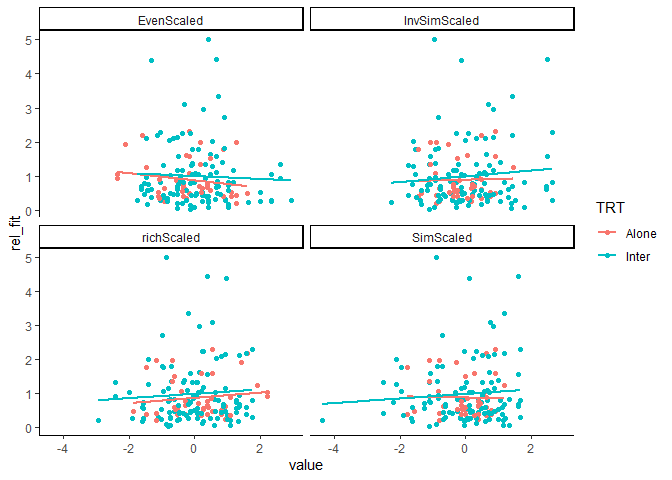 EvenScaled
InvSimScaled
5
4
3
2
1
0
richScaled
SimScaled
5
4
3
2
1
0
-4
-2
0
2
-4
-2
0
2
value
rel_fit
TRT
Alone
Inter